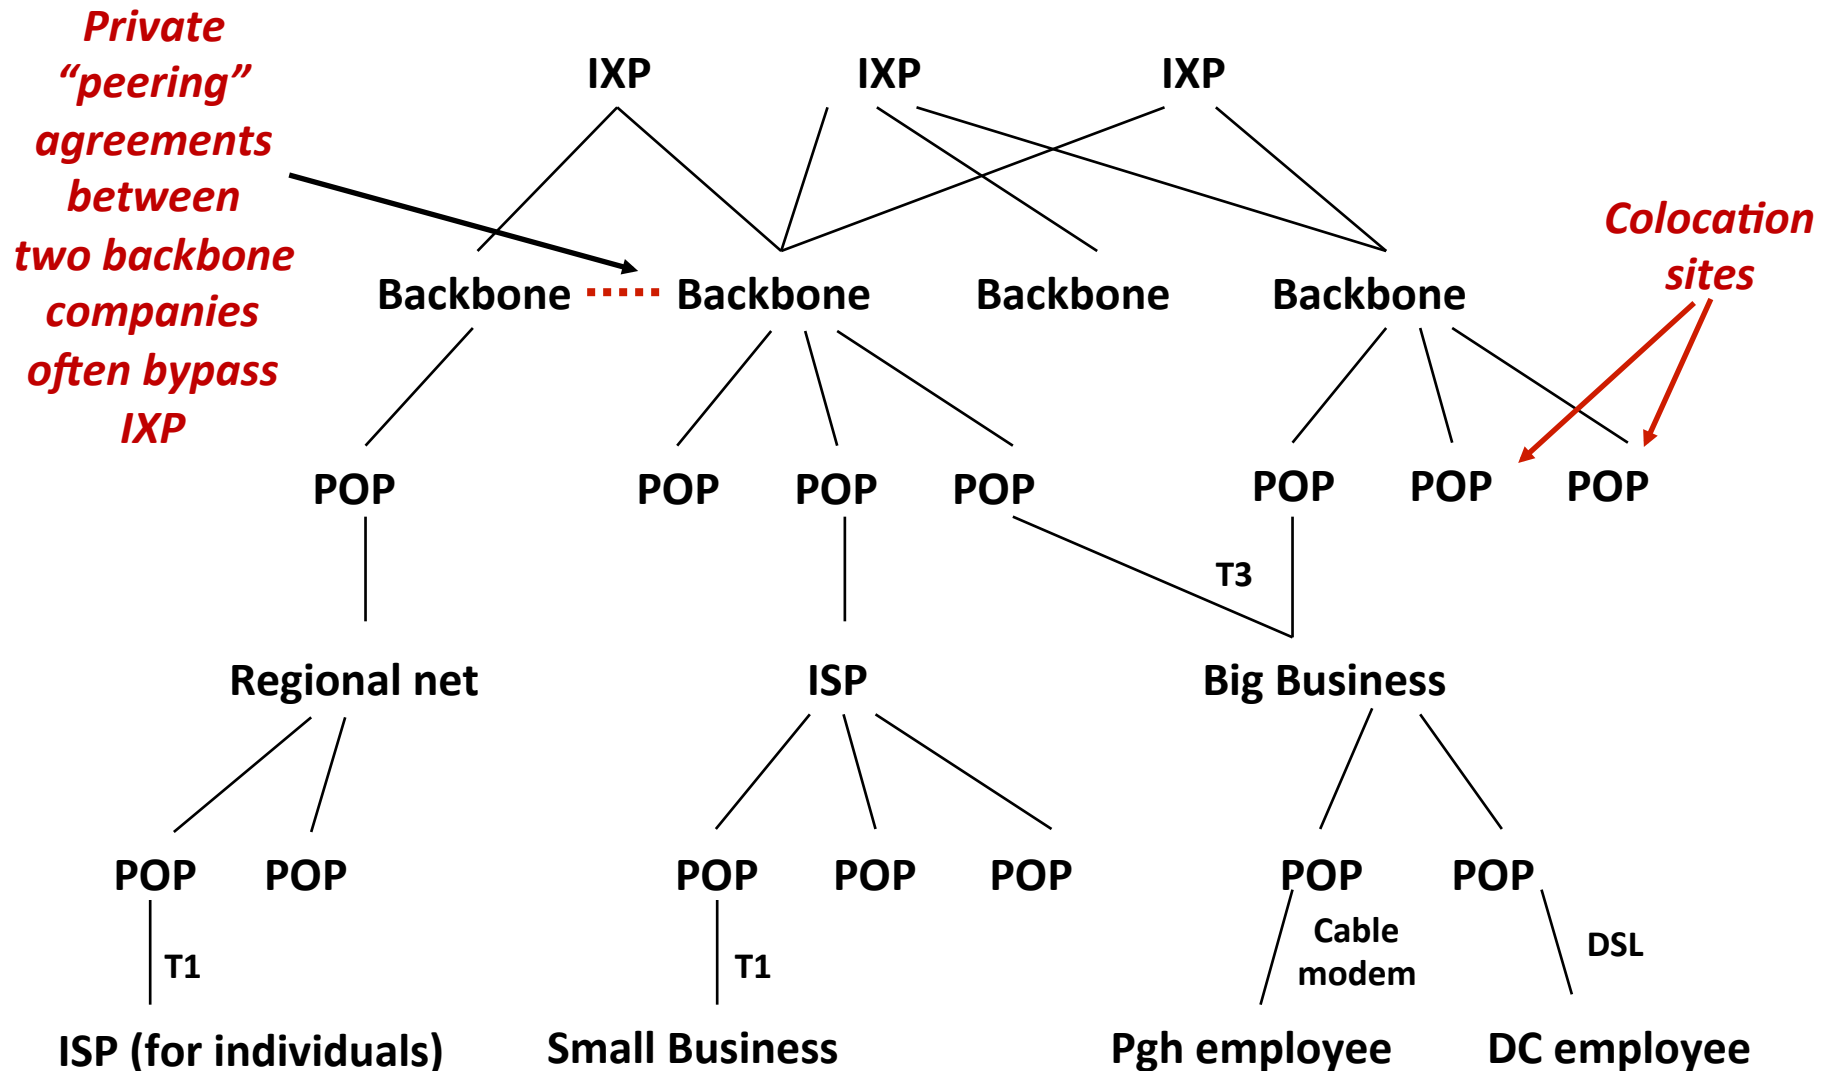 Private
“peering”
agreements
between
two backbone
companies
often bypass
IXP
IXP IXP IXP
Colocation
sites
Backbone Backbone Backbone Backbone
POP POP POP POP POP POP POP
T3
Regional net ISP Big Business
POP POP POP POP POP POP POP
T1 T1 Cable
modem
DSL
ISP (for individuals) Small Business Pgh employee DC employee